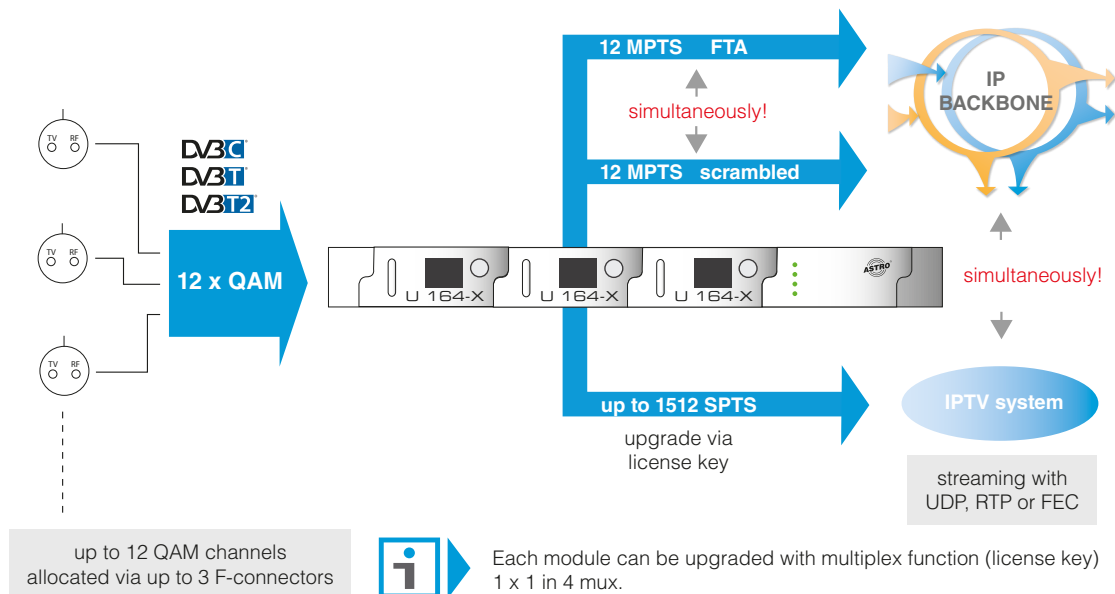 12 MPTS FTA
IP
BACKBONE
simultaneously!
12 MPTS scrambled
TV RF
DVB C
DVB T
DVB T2
TV RF
12 x QAM
U 164-X
U 164-X
U 164-X
ASTRO
simultaneously!
TV RF
up to 1512 SPTS
IPTV system
upgrade via
license key
streaming with
UDP, RTP or FEC
up to 12 QAM channels
allocated via up to 3 F-connectors
i
Each module can be upgraded with multiplex function (license key)
1 x 1 in 4 mux.